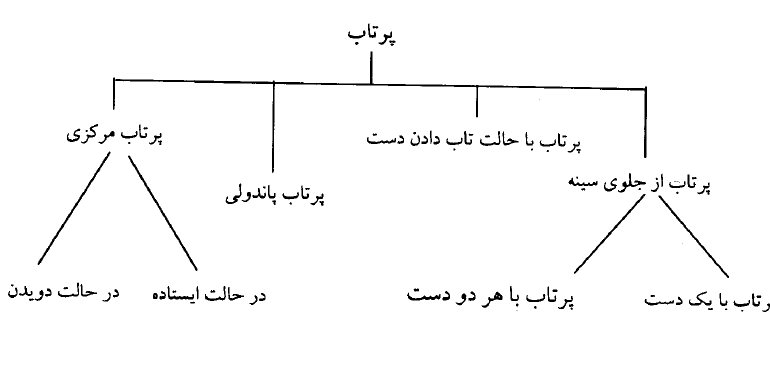 پرتاب
پرتاب مرکزی
پرتاب با حالت تاب دادن دست
پرتاب از جلوی سینه
پرتاب پاندولی
در حالت دویدن
در حالت ایستاده
پرتاب با هر دو دست
رتاب با یک دست